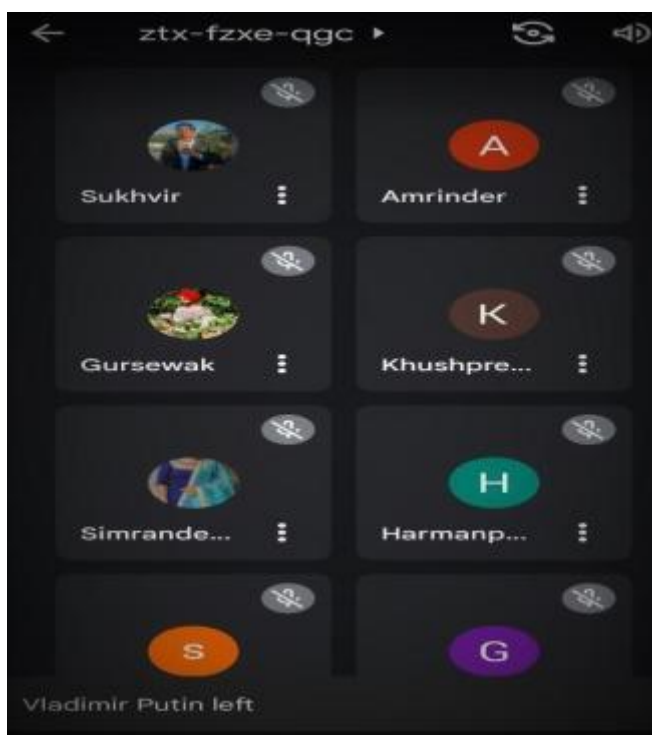 ztx-fzxe-qgc
A
Sukhvir
Amrinder
K
Gursewak
Khushpre...
H
Simrande...
Harmanp...
S
G
Vladimir Putin left